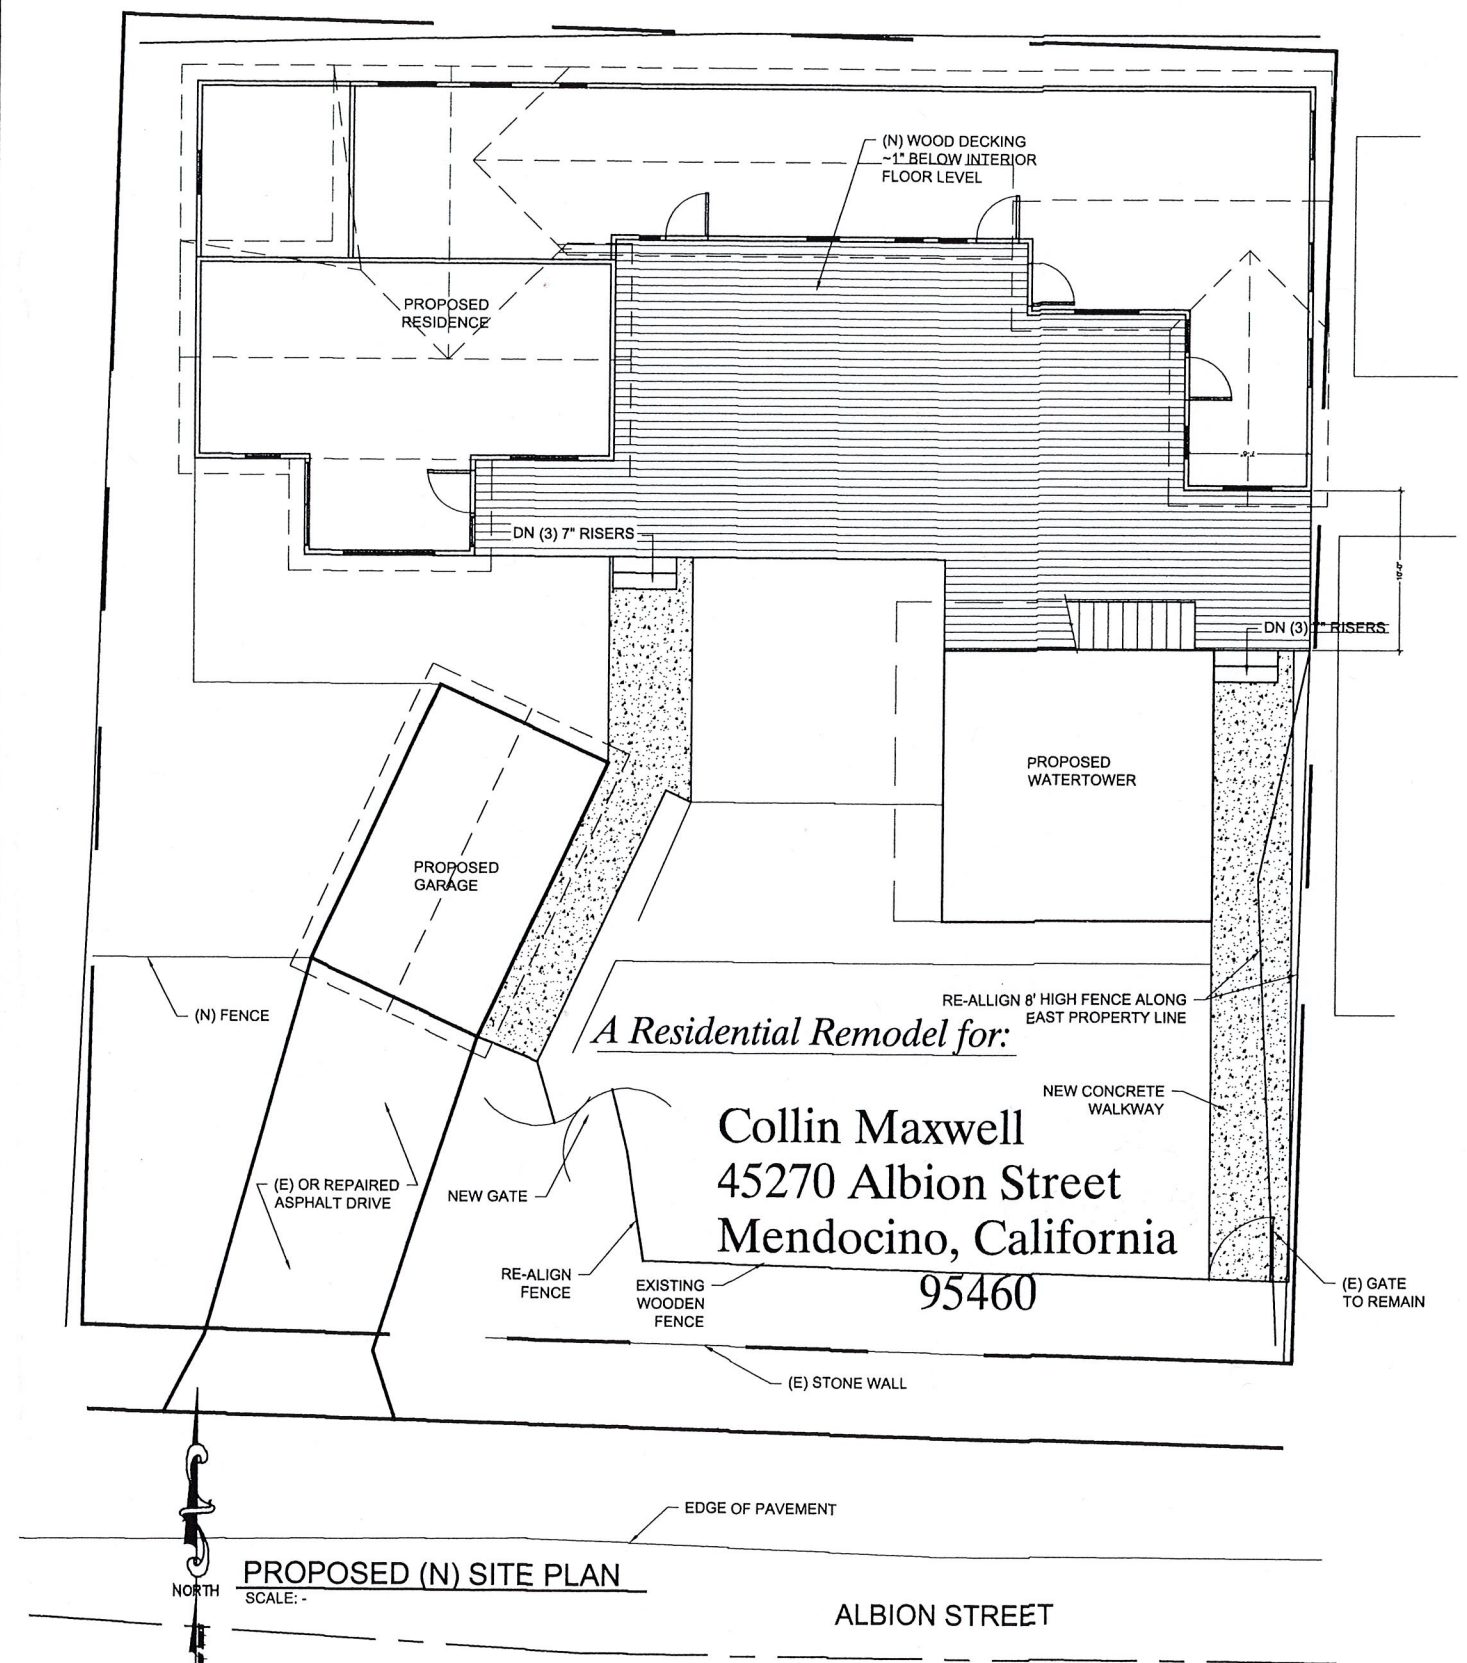 (N) WOOD DECKING
~1" BELOW INTERIOR
FLOOR LEVEL
PROPOSED
RESIDENCE
DN (3) 7" RISERS
10'-0"
DN (3) 7" RISERS
PROPOSED
WATERTOWER
PROPOSED
GARAGE
(N) FENCE
RE-ALLIGN 8' HIGH FENCE ALONG
EAST PROPERTY LINE
A Residential Remodel for:
NEW CONCRETE
WALKWAY
Collin Maxwell
45270 Albion Street
Mendocino, California
95460
(E) OR REPAIRED
ASPHALT DRIVE
NEW GATE
RE-ALIGN
FENCE
EXISTING
WOODEN
FENCE
(E) GATE
TO REMAIN
(E) STONE WALL
EDGE OF PAVEMENT
NORTH
PROPOSED (N) SITE PLAN
SCALE: -
ALBION STREET